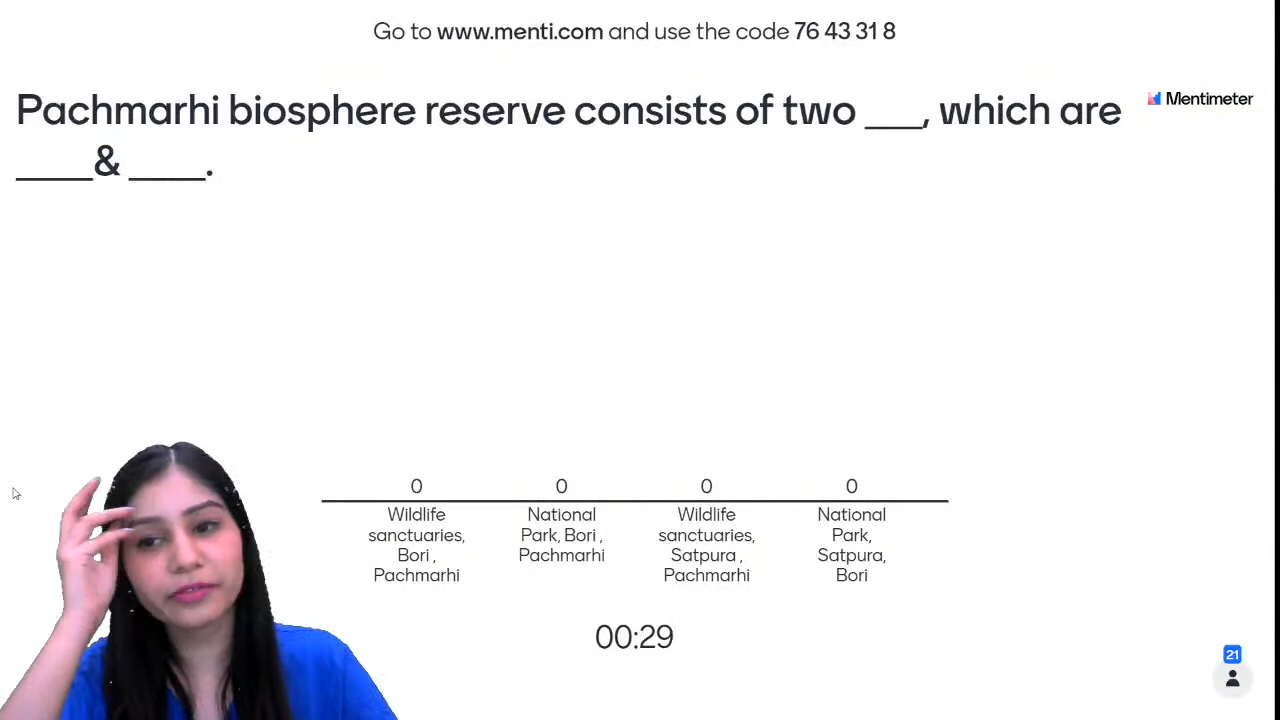 Go to www.menti.com and use the code 76 43 31 8
Pachmarhi biosphere reserve consists of two ___, which are
____& ____.
Mentimeter
0
Wildlife
sanctuaries,
Bori ,
Pachmarhi
0
National
Park, Bori ,
Pachmarhi
0
Wildlife
sanctuaries,
Satpura ,
Pachmarhi
0
National
Park,
Satpura,
Bori
00:29
21